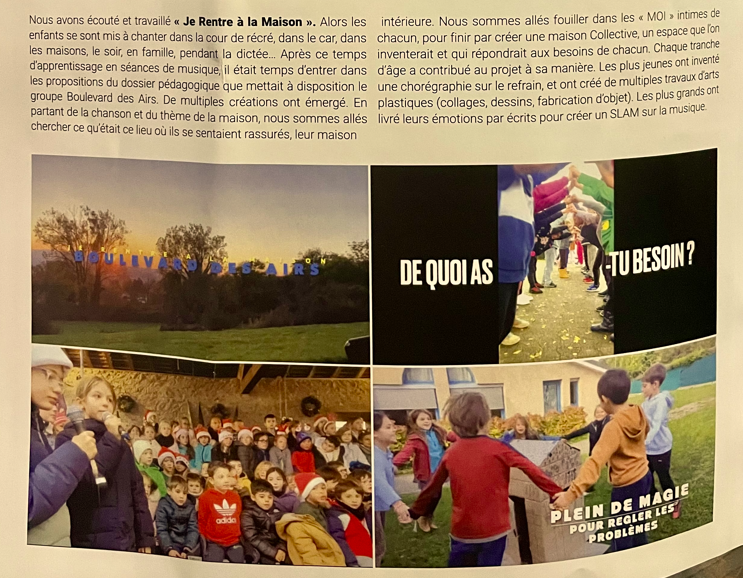 Nous avons écouté et travaillé « Je Rentre à la Maison ». Alors les
enfants se sont mis à chanter dans la cour de récré, dans le car, dans
les maisons, le soir, en famille, pendant la dictée... Après ce temps
d'apprentissage en séances de musique, il était temps d'entrer dans
les propositions du dossier pédagogique que mettait à disposition le
groupe Boulevard des Airs. De multiples créations ont émergé. En
partant de la chanson et du thème de la maison, nous sommes allés
chercher ce qu'était ce lieu où ils se sentaient rassurés, leur maison
intérieure. Nous sommes allés fouiller dans les « MOI » intimes de
chacun, pour finir par créer une maison Collective, un espace que l'on
inventerait et qui répondrait aux besoins de chacun. Chaque tranche
d'âge a contribué au projet à sa manière. Les plus jeunes ont inventé
une chorégraphie sur le refrain, et ont créé de multiples travaux d'arts
plastiques (collages, dessins, fabrication d'objet). Les plus grands ont
livré leurs émotions par écrits pour créer un SLAM sur la musique.
BOULEVARD DES AIRS
DE QUOI AS -TU BESOIN ?
adidas
PLEIN DE MAGIE
POUR REGLER LES
PROBLÈMES